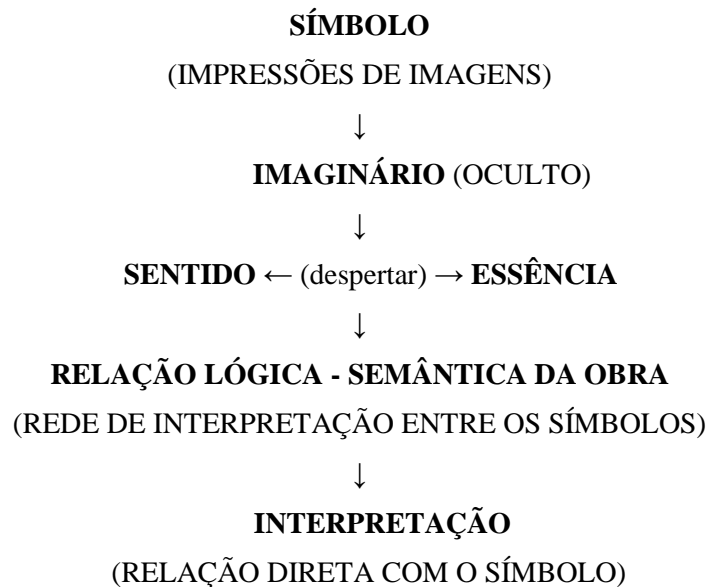 SÍMBOLO
(IMPRESSÕES DE IMAGENS)
↓
IMAGINÁRIO (OCULTO)
↓
SENTIDO ← (despertar) → ESSÊNCIA
↓
RELAÇÃO LÓGICA - SEMÂNTICA DA OBRA
(REDE DE INTERPRETAÇÃO ENTRE OS SÍMBOLOS)
↓
INTERPRETAÇÃO
(RELAÇÃO DIRETA COM O SÍMBOLO)